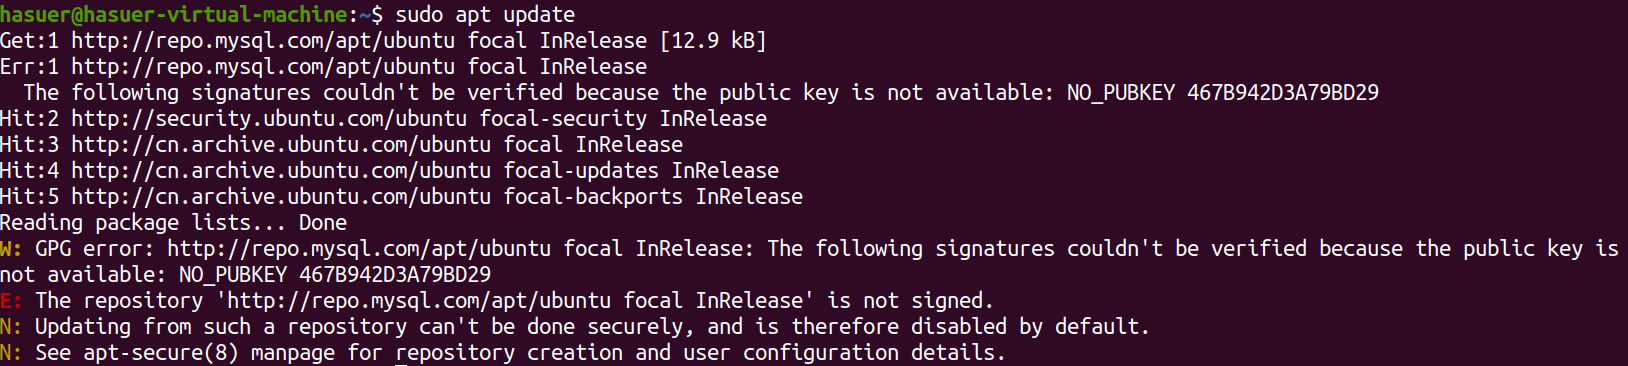 hasuer@hasuer-virtual-machine:~$ sudo apt update
Get:1 http://repo.mysql.com/apt/ubuntu focal InRelease [12.9 kB]
Err:1 http://repo.mysql.com/apt/ubuntu focal InRelease
  The following signatures couldn't be verified because the public key is not available: NO_PUBKEY 467B942D3A79BD29
Hit:2 http://security.ubuntu.com/ubuntu focal-security InRelease
Hit:3 http://cn.archive.ubuntu.com/ubuntu focal InRelease
Hit:4 http://cn.archive.ubuntu.com/ubuntu focal-updates InRelease
Hit:5 http://cn.archive.ubuntu.com/ubuntu focal-backports InRelease
Reading package lists... Done
W: GPG error: http://repo.mysql.com/apt/ubuntu focal InRelease: The following signatures couldn't be verified because the public key is
not available: NO_PUBKEY 467B942D3A79BD29
E: The repository 'http://repo.mysql.com/apt/ubuntu focal InRelease' is not signed.
N: Updating from such a repository can't be done securely, and is therefore disabled by default.
N: See apt-secure(8) manpage for repository creation and user configuration details.